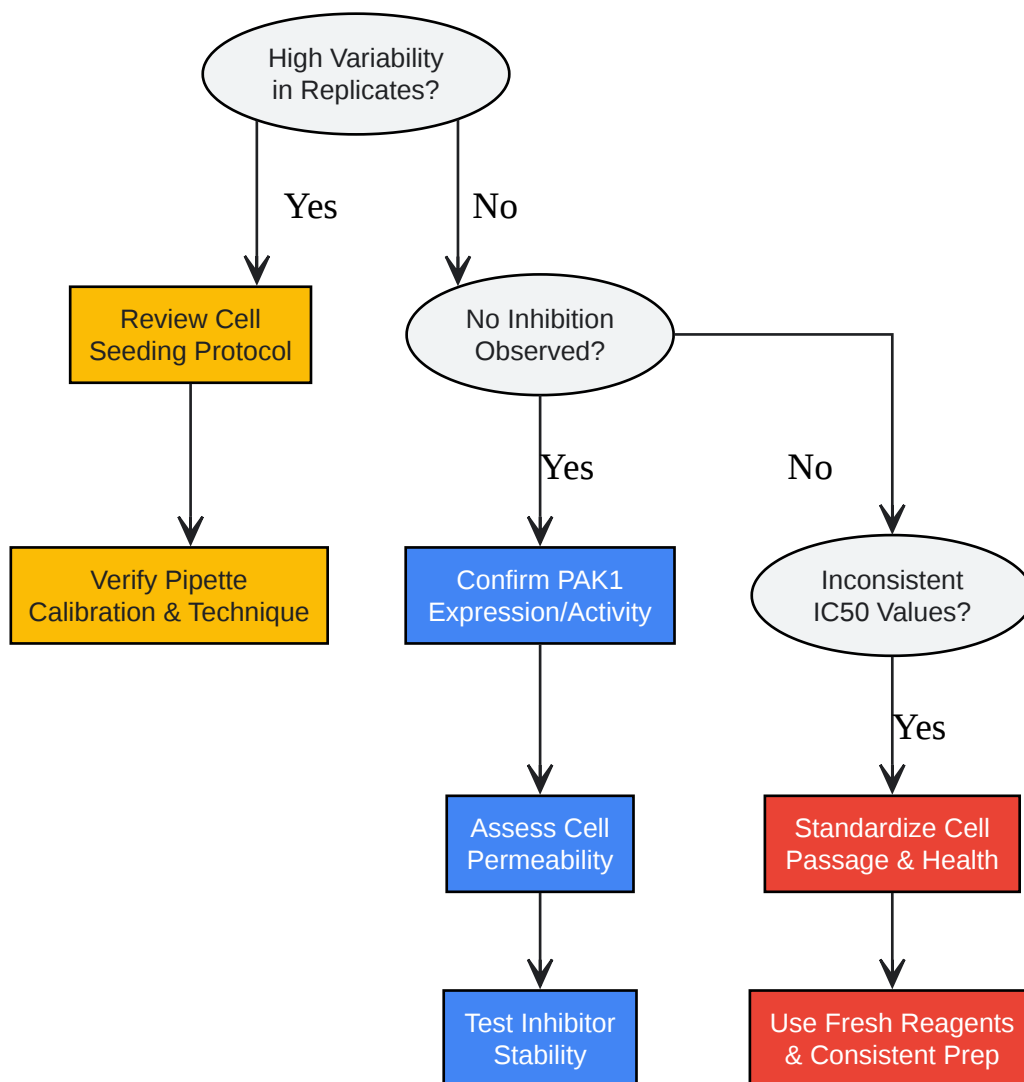 High Variability
in Replicates?
Yes
No
Review Cell
Seeding Protocol
No Inhibition
Observed?
Yes
No
Verify Pipette
Calibration & Technique
Confirm PAK1
Expression/Activity
Inconsistent
IC50 Values?
Yes
Assess Cell
Permeability
Standardize Cell
Passage & Health
Test Inhibitor
Stability
Use Fresh Reagents
& Consistent Prep